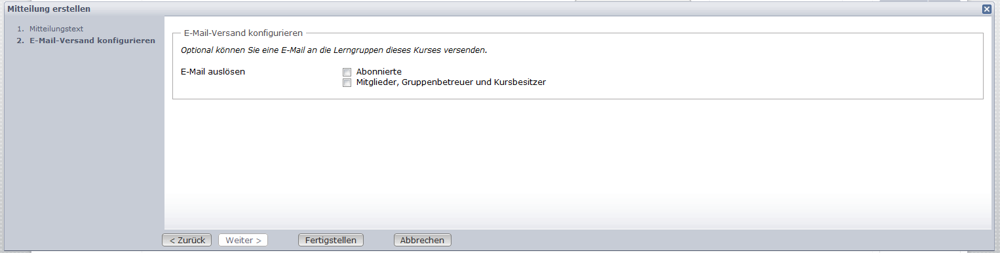 Mitteilung erstellen
1. Mitteilungstext
2. E-Mail-Versand konfigurieren
E-Mail-Versand konfigurieren
Optional können Sie eine E-Mail an die Lerngruppen dieses Kurses versenden.
E-Mail auslösen
Abonnierte
Mitglieder, Gruppenbetreuer und Kursbesitzer
< Zurück Weiter > Fertigstellen Abbrechen